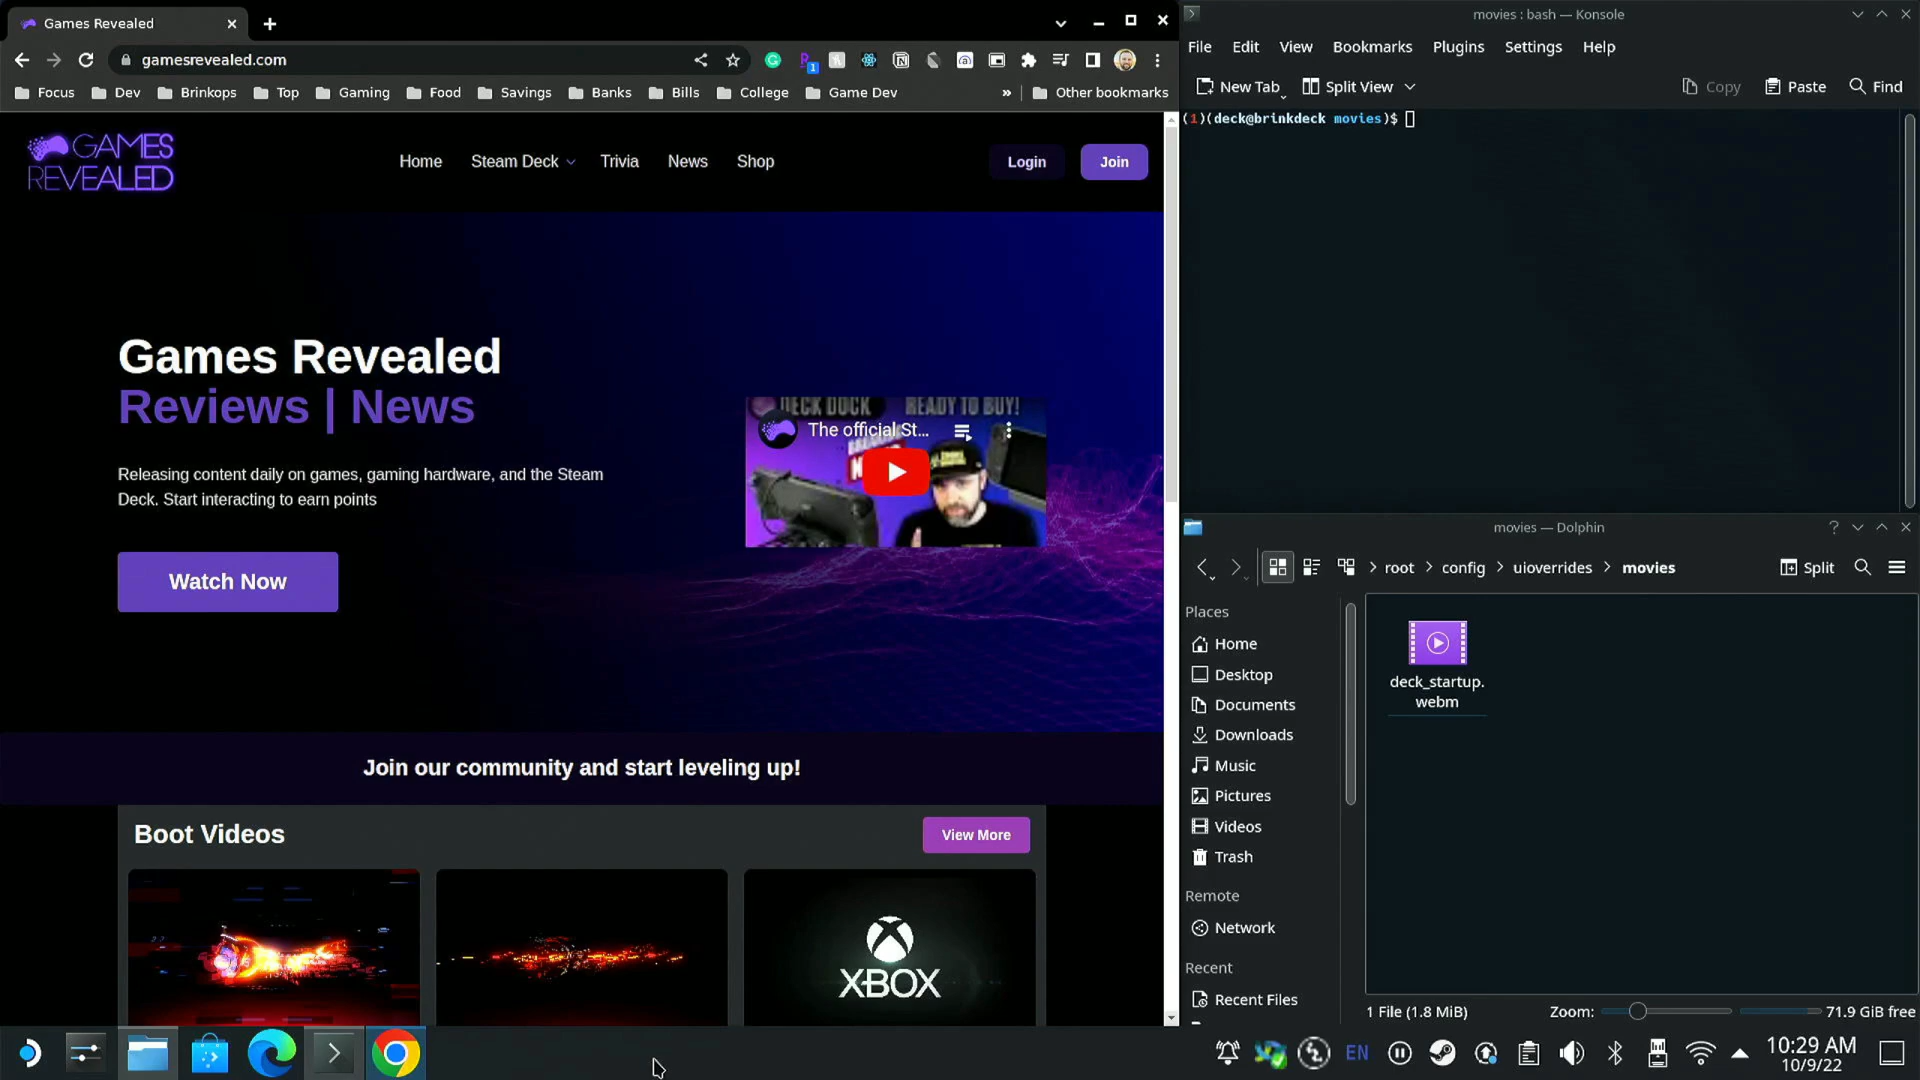 Games Revealed
gamesrevealed.com
1
Focus
Dev
Brinkops
Top
Gaming
Food
Savings
Banks
Bills
College
Game Dev
»
Other bookmarks
GAMES
REVEALED
Home
Steam Deck
Trivia
News
Shop
Login
Join
Games Revealed
Reviews | News
Releasing content daily on games, gaming hardware, and the Steam
Deck. Start interacting to earn points
Watch Now
DECK DOCK
READY TO BUY!
The official St...
Join our community and start leveling up!
Boot Videos
View More
XBOX
movies : bash — Konsole
File
Edit
View
Bookmarks
Plugins
Settings
Help
New Tab
Split View
Copy
Paste
Find
(1)(deck@brinkdeck movies)$
movies — Dolphin
root
config
uioverrides
movies
Split
Places
Home
Desktop
Documents
Downloads
Music
Pictures
Videos
Trash
Remote
Network
Recent
Recent Files
deck_startup.
webm
1 File (1.8 MiB)
Zoom:
71.9 GiB free
EN
10:29 AM
10/9/22